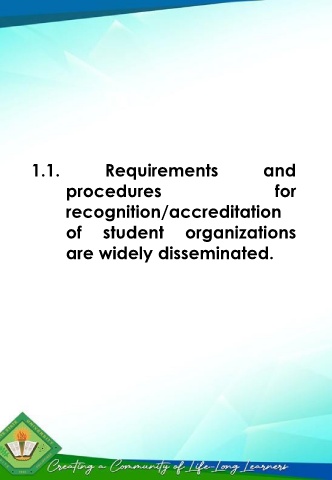 1.1. Requirements and
procedures for
recognition/accreditation
of student organizations
are widely disseminated.
Creating a Community of Life-Long Learners